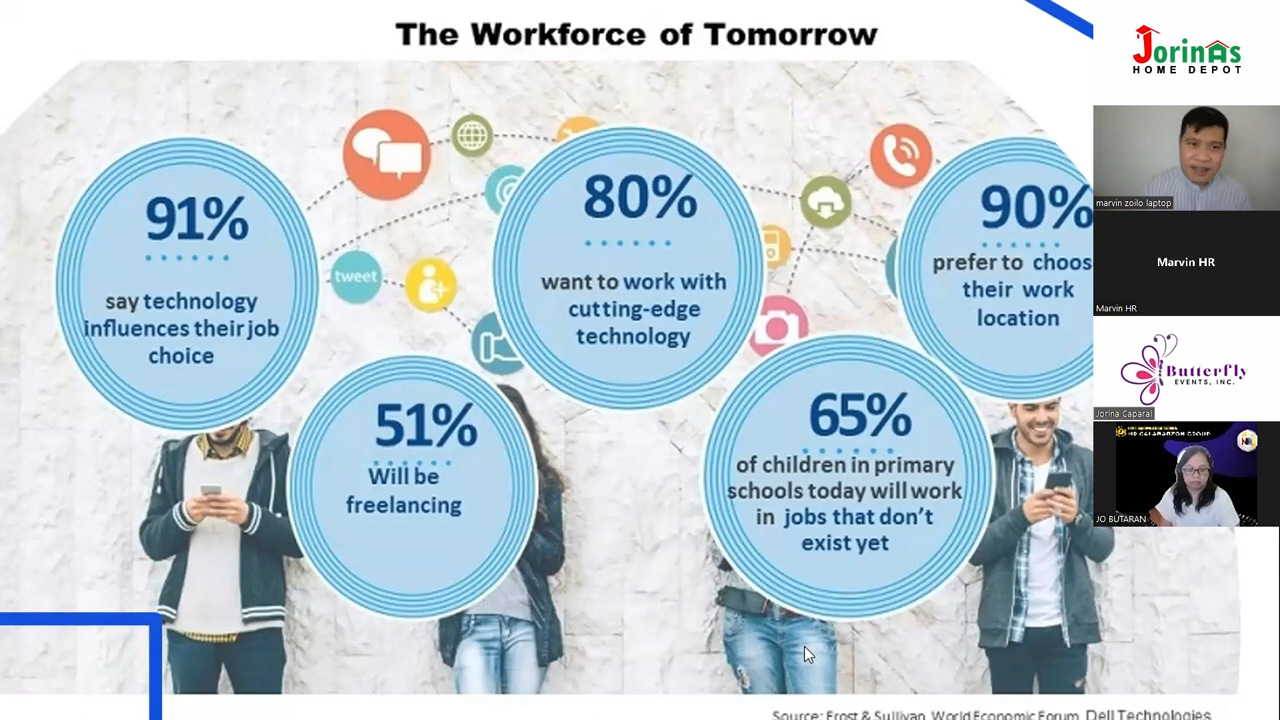 The Workforce of Tomorrow
91%
say technology
influences their job
choice
51%
Will be
freelancing
80%
want to work with
cutting-edge
technology
65%
of children in primary
schools today will work
in jobs that don't
exist yet
90%
prefer to choos
their work
location
tweet
Source: Frost & Sullivan, World Economic Forum, Dell Technologies
Jorinas
HOME DEPOT
marvin zoilo laptop
Marvin HR
Marvin HR
Butterfly
EVENTS, INC.
Jorina Caparal
HR CALABARZON GROUP
JO BUTARAN